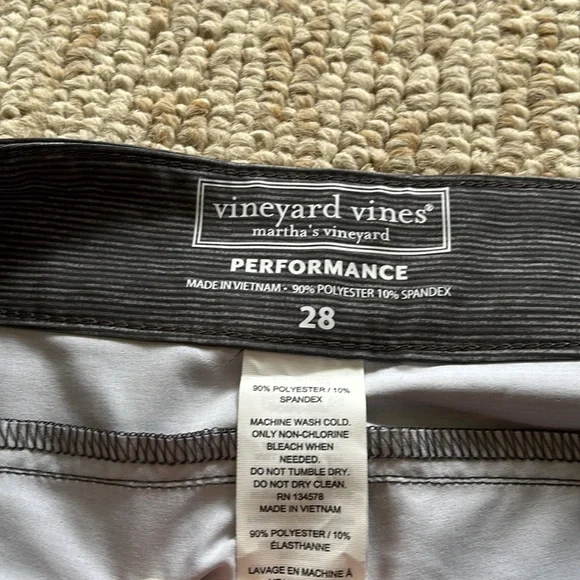 vineyard vines®
martha's vineyard
PERFORMANCE
MADE IN VIETNAM • 90% POLYESTER 10% SPANDEX
28
90% POLYESTER / 10%
SPANDEX
MACHINE WASH COLD.
ONLY NON-CHLORINE
BLEACH WHEN
NEEDED.
DO NOT TUMBLE DRY.
DO NOT DRY CLEAN.
RN 134578
MADE IN VIETNAM
90% POLYESTER / 10%
ÉLASTHANNE
LAVAGE EN MACHINE À